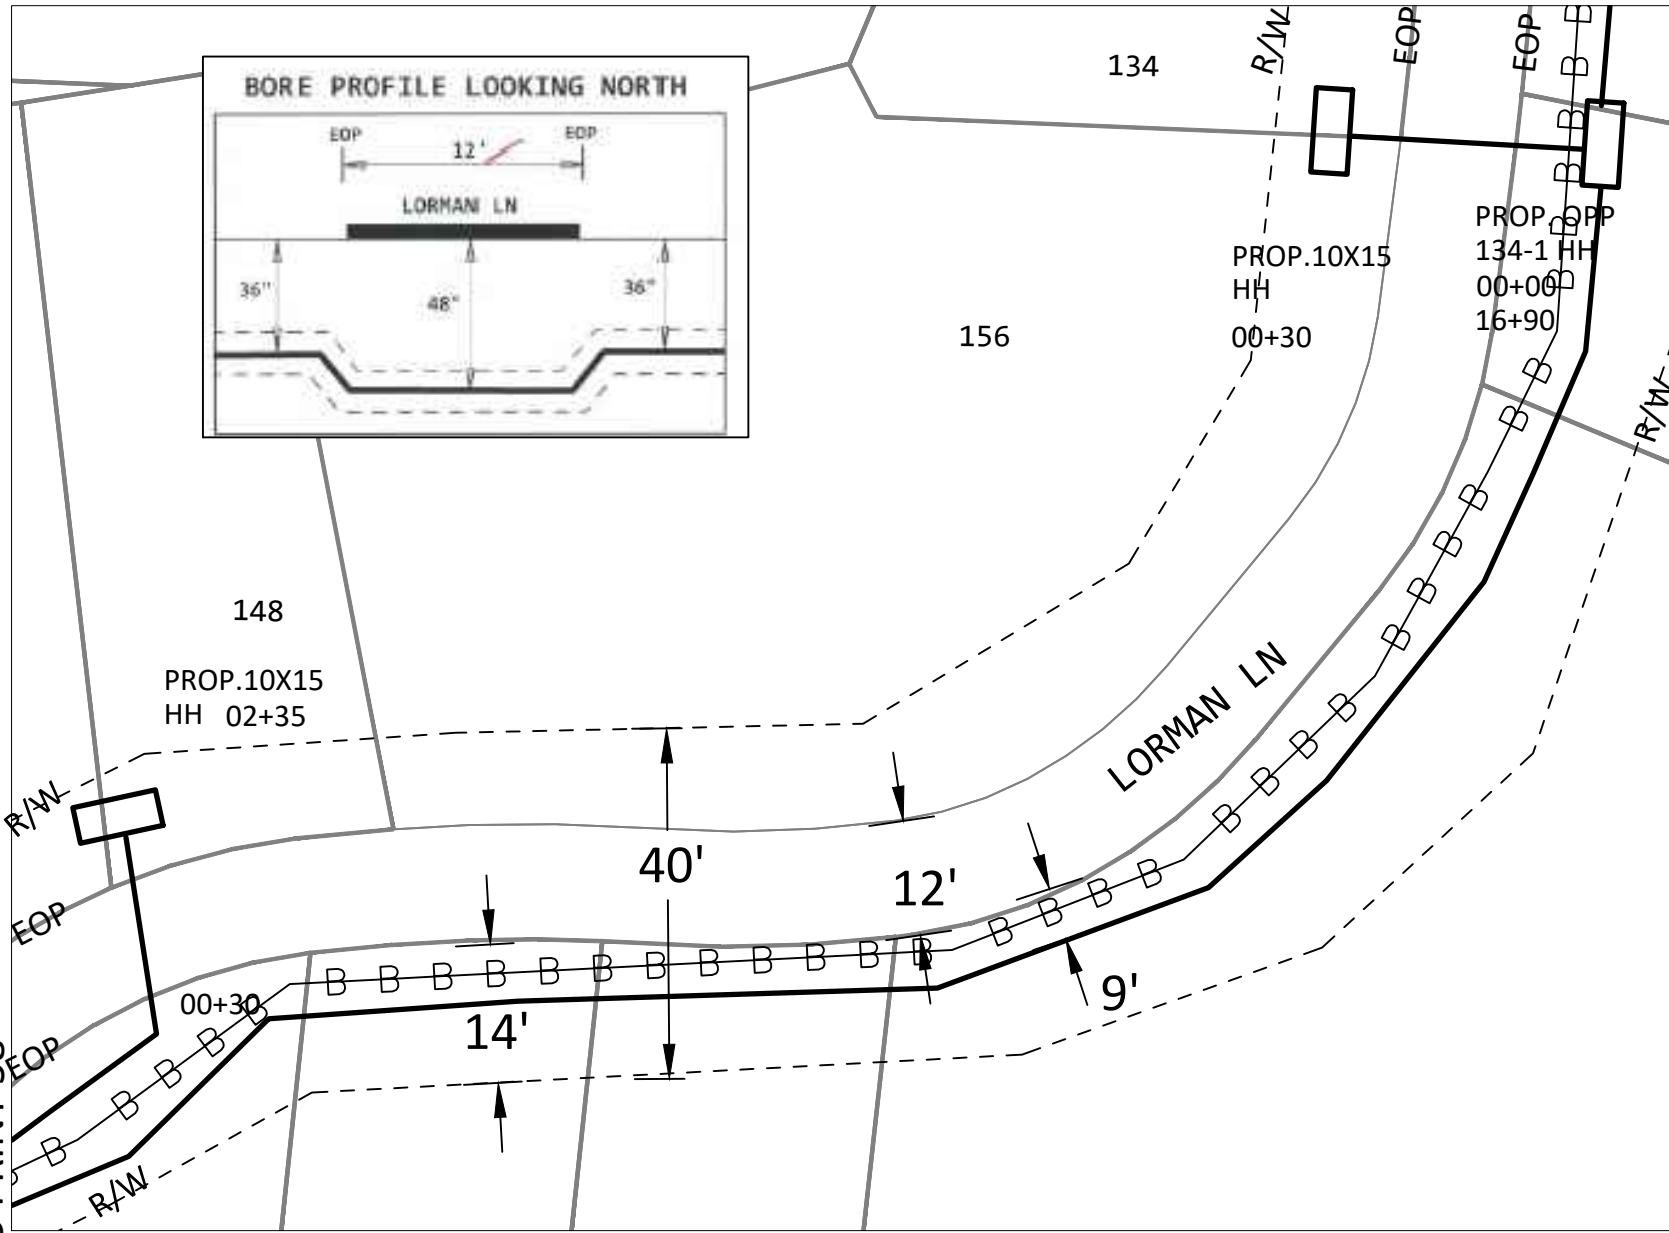 BORE PROFILE LOOKING NORTH
EOP
EOP
12'
LORMAN LN
36"
48"
36"
134
R/W
EOP
EOP
B
B
B
B
B
B
B
PROP. OPP
134-1 HH
00+00
16+90
PROP.10X15
HH
00+30
156
R/W
B
B
B
B
B
B
148
PROP.10X15
HH 02+35
LORMAN LN
B
B
B
B
R/W
40'
12'
B
B
B
B
EOP
B
B
B
B
B
B
B
B
B
B
B
B
00+30
14'
9'
B
B
B
B
B
EOP
R/W